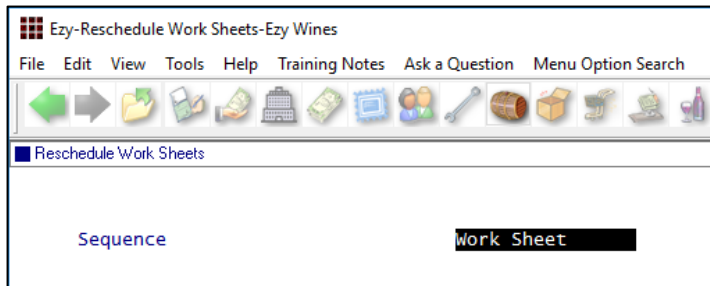 Ezy-Reschedule Work Sheets-Ezy Wines
File Edit View Tools Help Training Notes Ask a Question Menu Option Search
Reschedule Work Sheets
Sequence Work Sheet